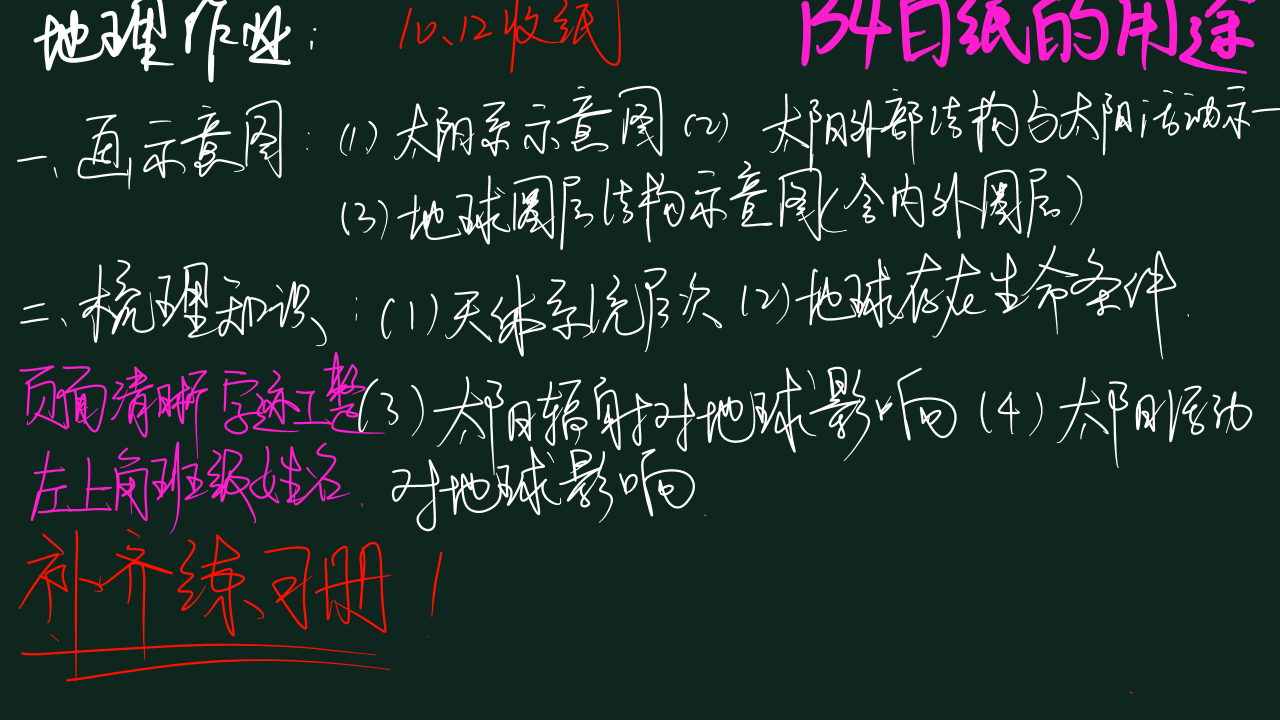 地理作业： 10、12收纸 B4白纸的用途
一、画示意图：(1)太阳系示意图(2)太阳外部结构与太阳活动示一
(3)地球圈层结构示意图(含内外圈层)
二、梳理知识：(1)天体系统层次(2)地球存在生命条件.
页面清晰字迹工整(3)太阳辐射对地球影响(4)太阳活动
左上角班级姓名.对地球影响.
补齐练习册！